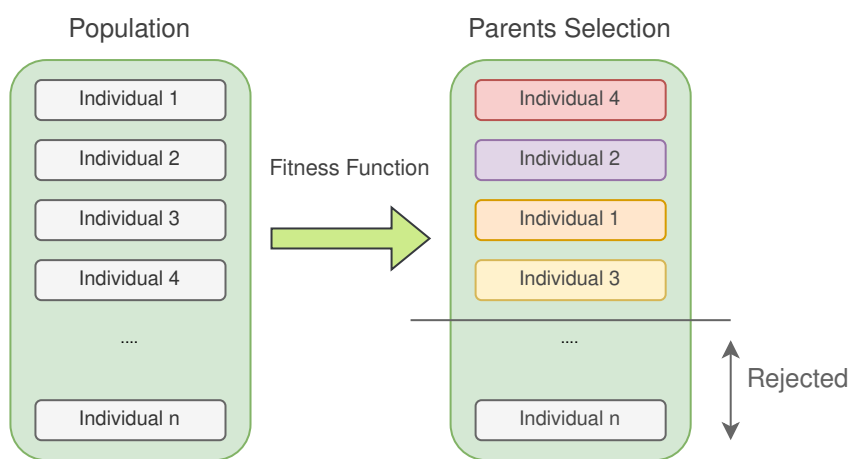 Population
Individual 1
Individual 2
Individual 3
Individual 4
....
Individual n
Fitness Function
Parents Selection
Individual 4
Individual 2
Individual 1
Individual 3
....
Individual n
Rejected